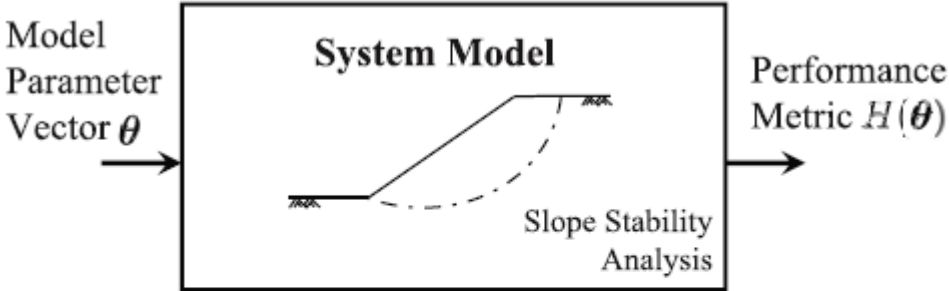 Model
Parameter
Vector θ
System Model
Slope Stability
Analysis
Performance
Metric H(θ)